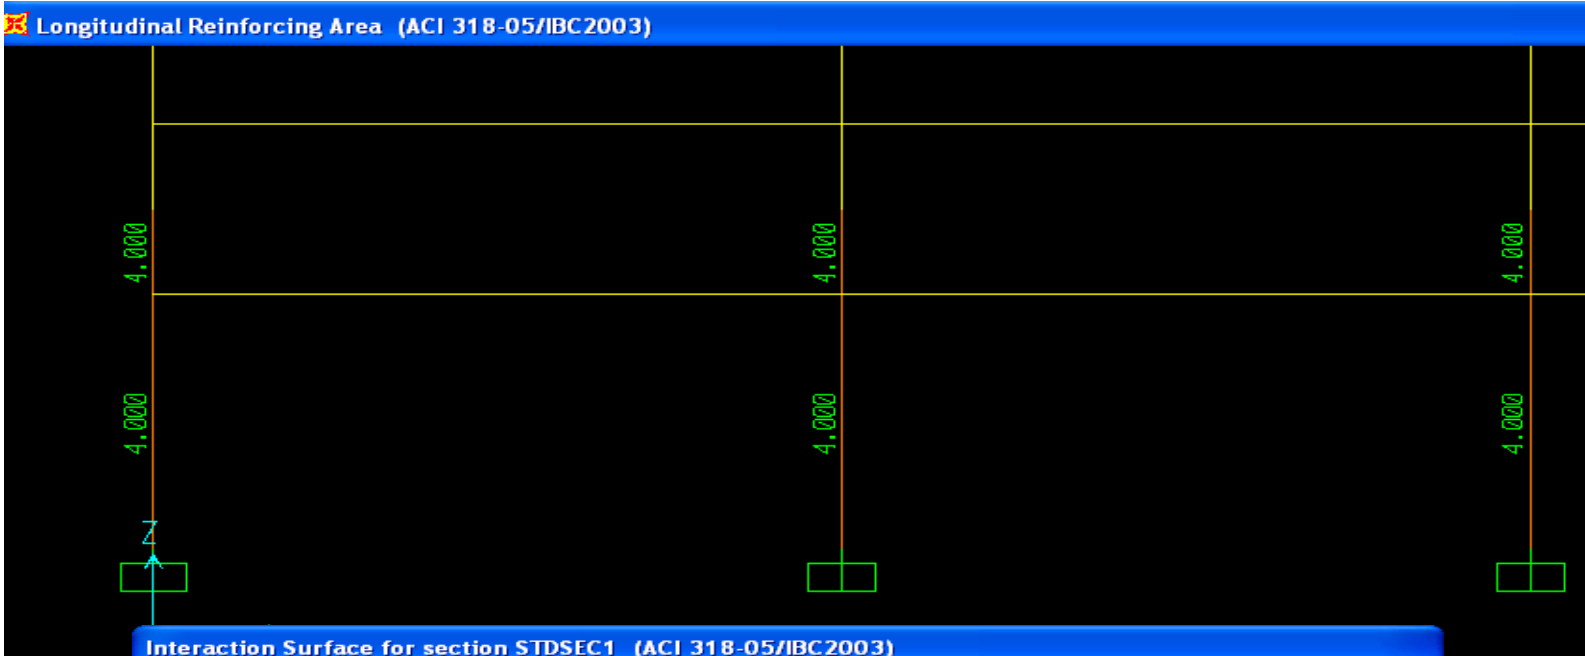 Longitudinal Reinforcing Area (ACI 318-05/IBC2003)
4.000
4.000
4.000
4.000
4.000
4.000
Z
Interaction Surface for section STDSEC1 (ACI 318-05/IBC2003)